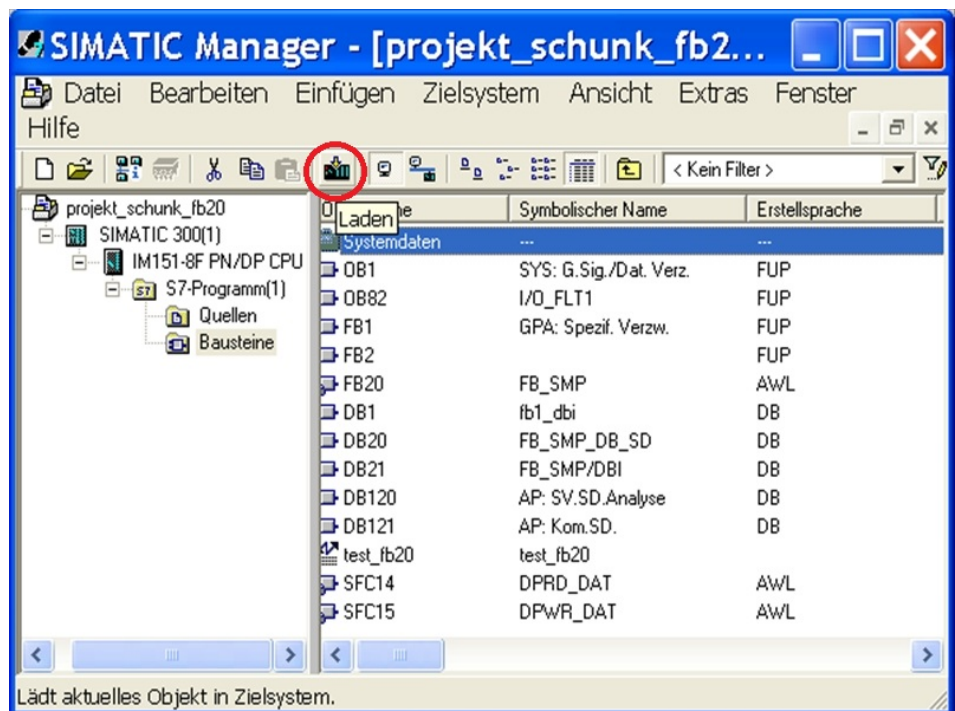 SIMATIC Manager - [projekt_schunk_fb2...
Datei Bearbeiten Einfügen Zielsystem Ansicht Extras Fenster
Hilfe
< Kein Filter >
projekt_schunk_fb20
SIMATIC 300(1)
IM151-8F PN/DP CPU
S7-Programm(1)
Quellen
Bausteine
Laden
Symbolischer Name Erstellsprache
Systemdaten --- ---
OB1 SYS: G.Sig./Dat. Verz. FUP
OB82 I/O_FLT1 FUP
FB1 GPA: Spezif. Verzw. FUP
FB2 FUP
FB20 FB_SMP AWL
DB1 fb1_dbi DB
DB20 FB_SMP_DB_SD DB
DB21 FB_SMP/DBI DB
DB120 AP: SV.SD.Analyse DB
DB121 AP: Kom.SD. DB
test_fb20 test_fb20
SFC14 DPRD_DAT AWL
SFC15 DPWR_DAT AWL
Lädt aktuelles Objekt in Zielsystem.